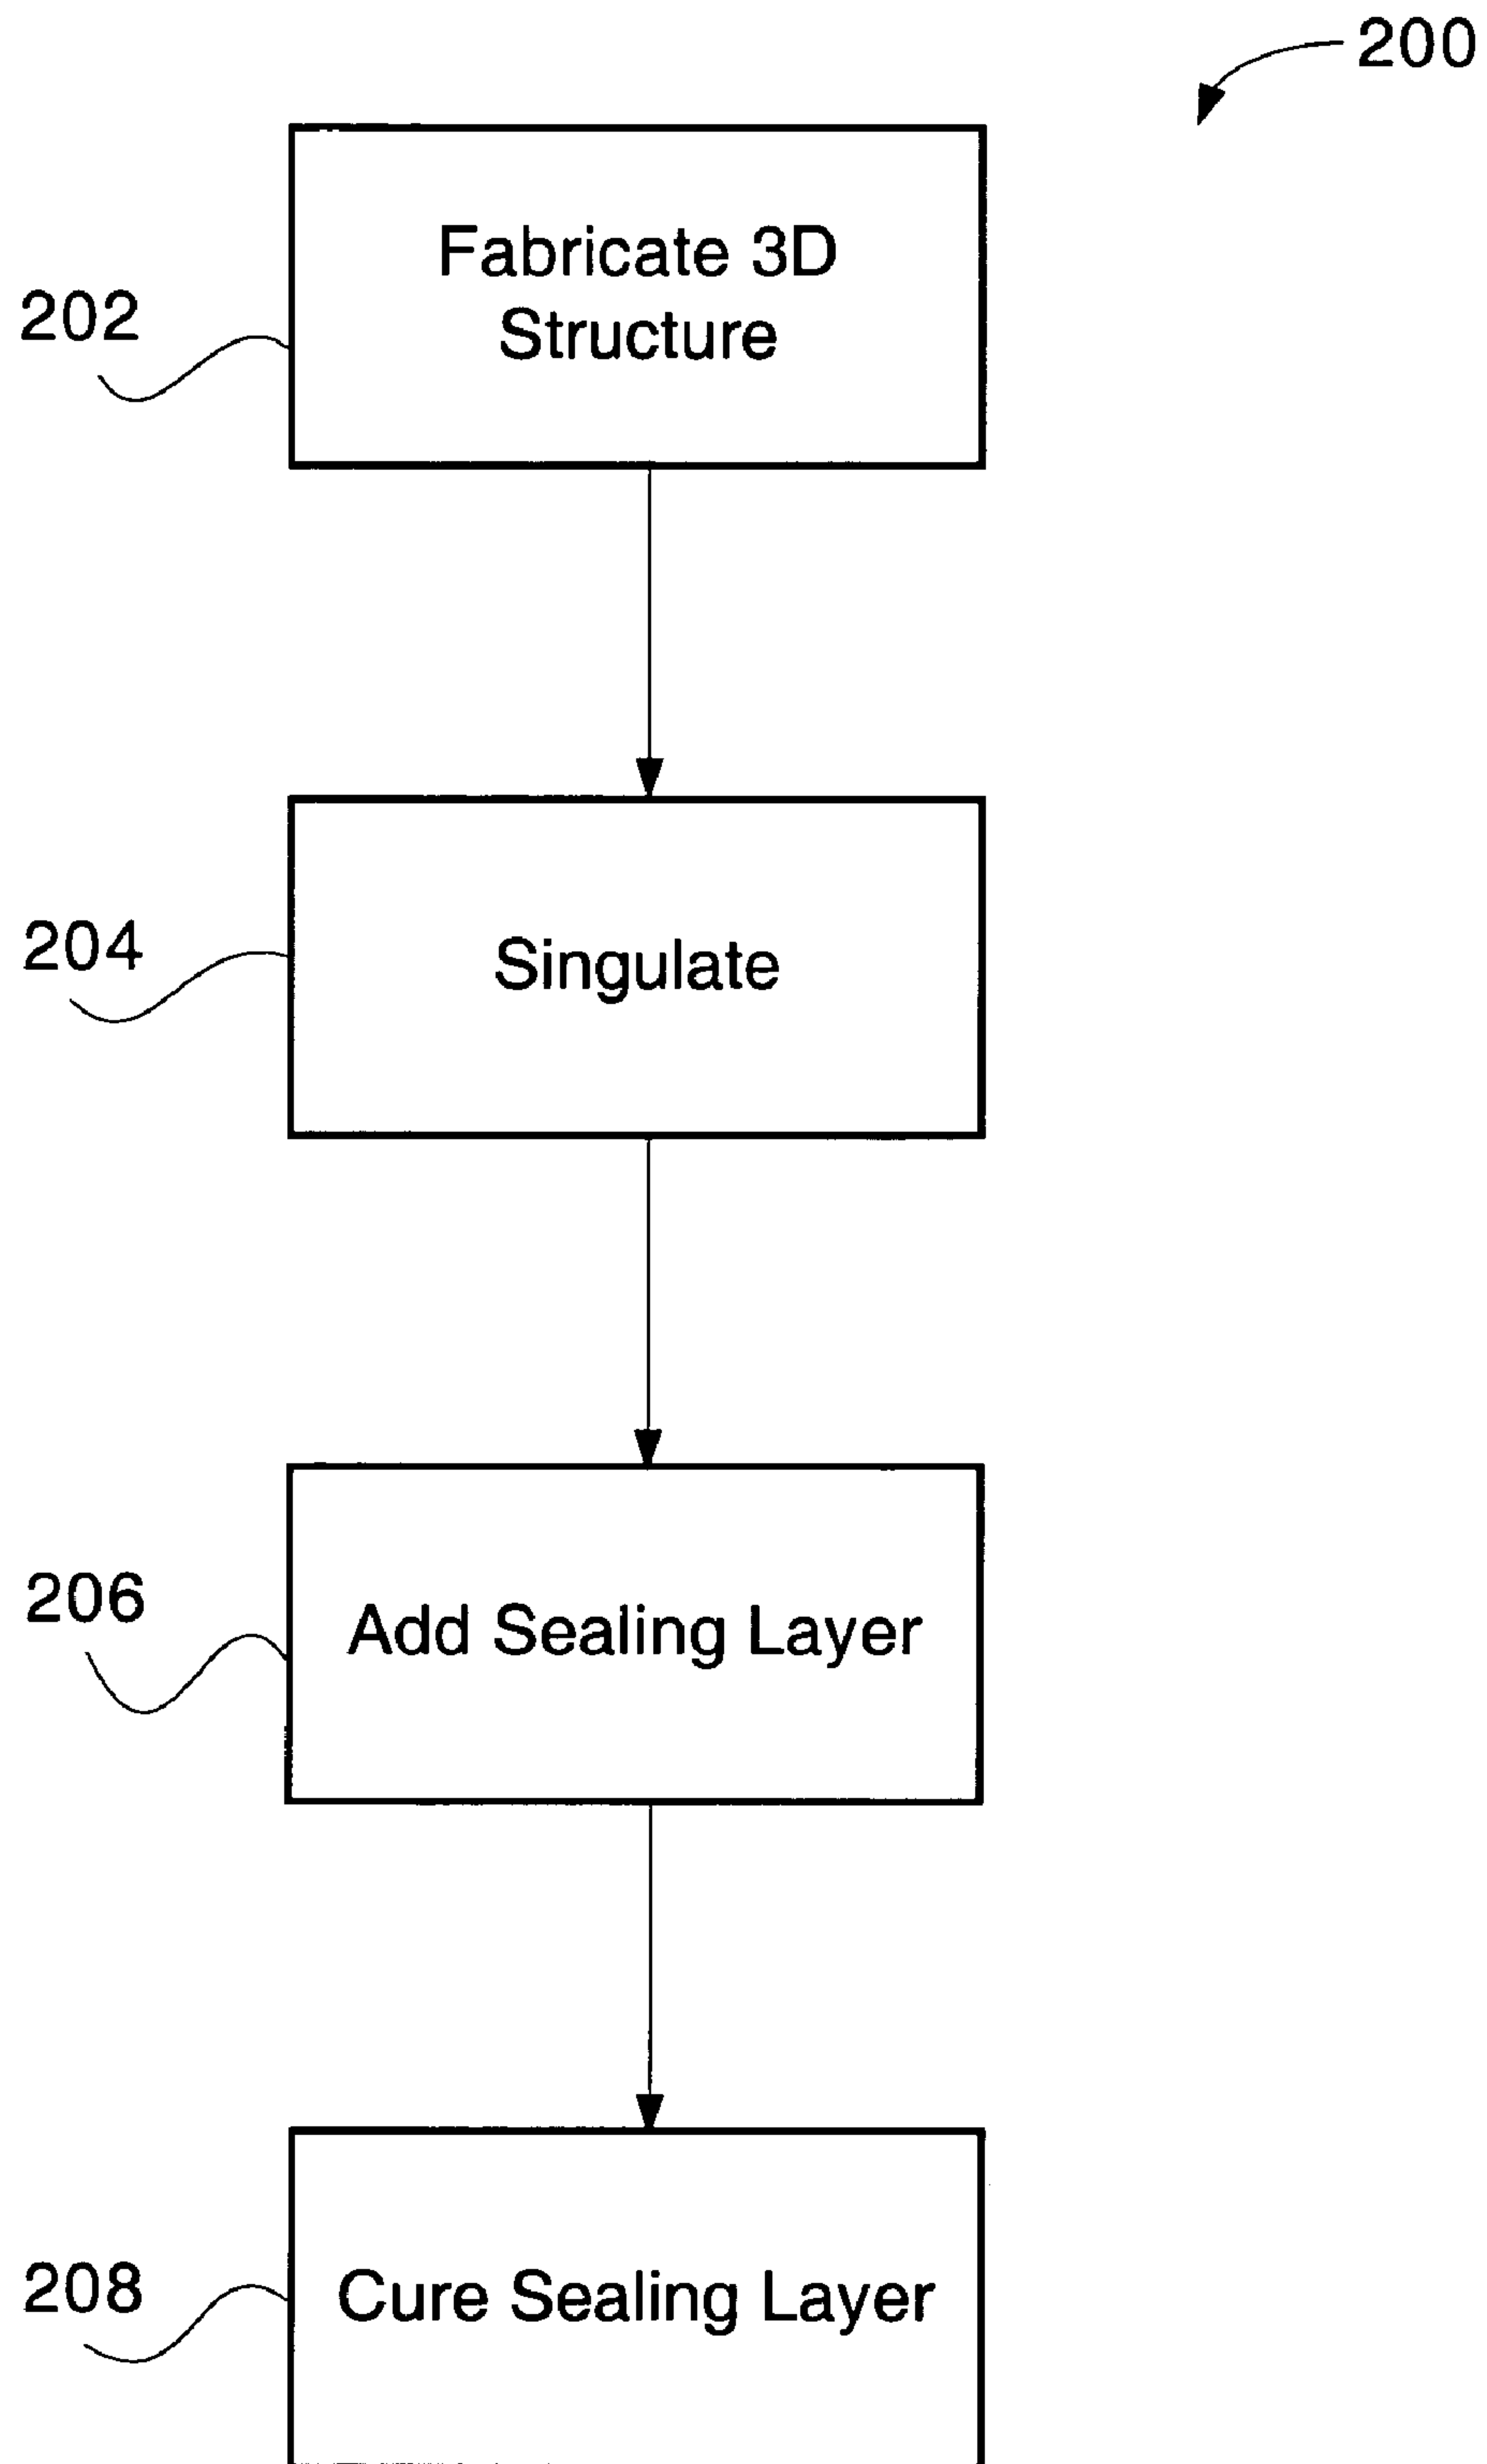 200
Fabricate 3D
Structure
202
204
Singulate
206
Add Sealing Layer
208
Cure Sealing Layer